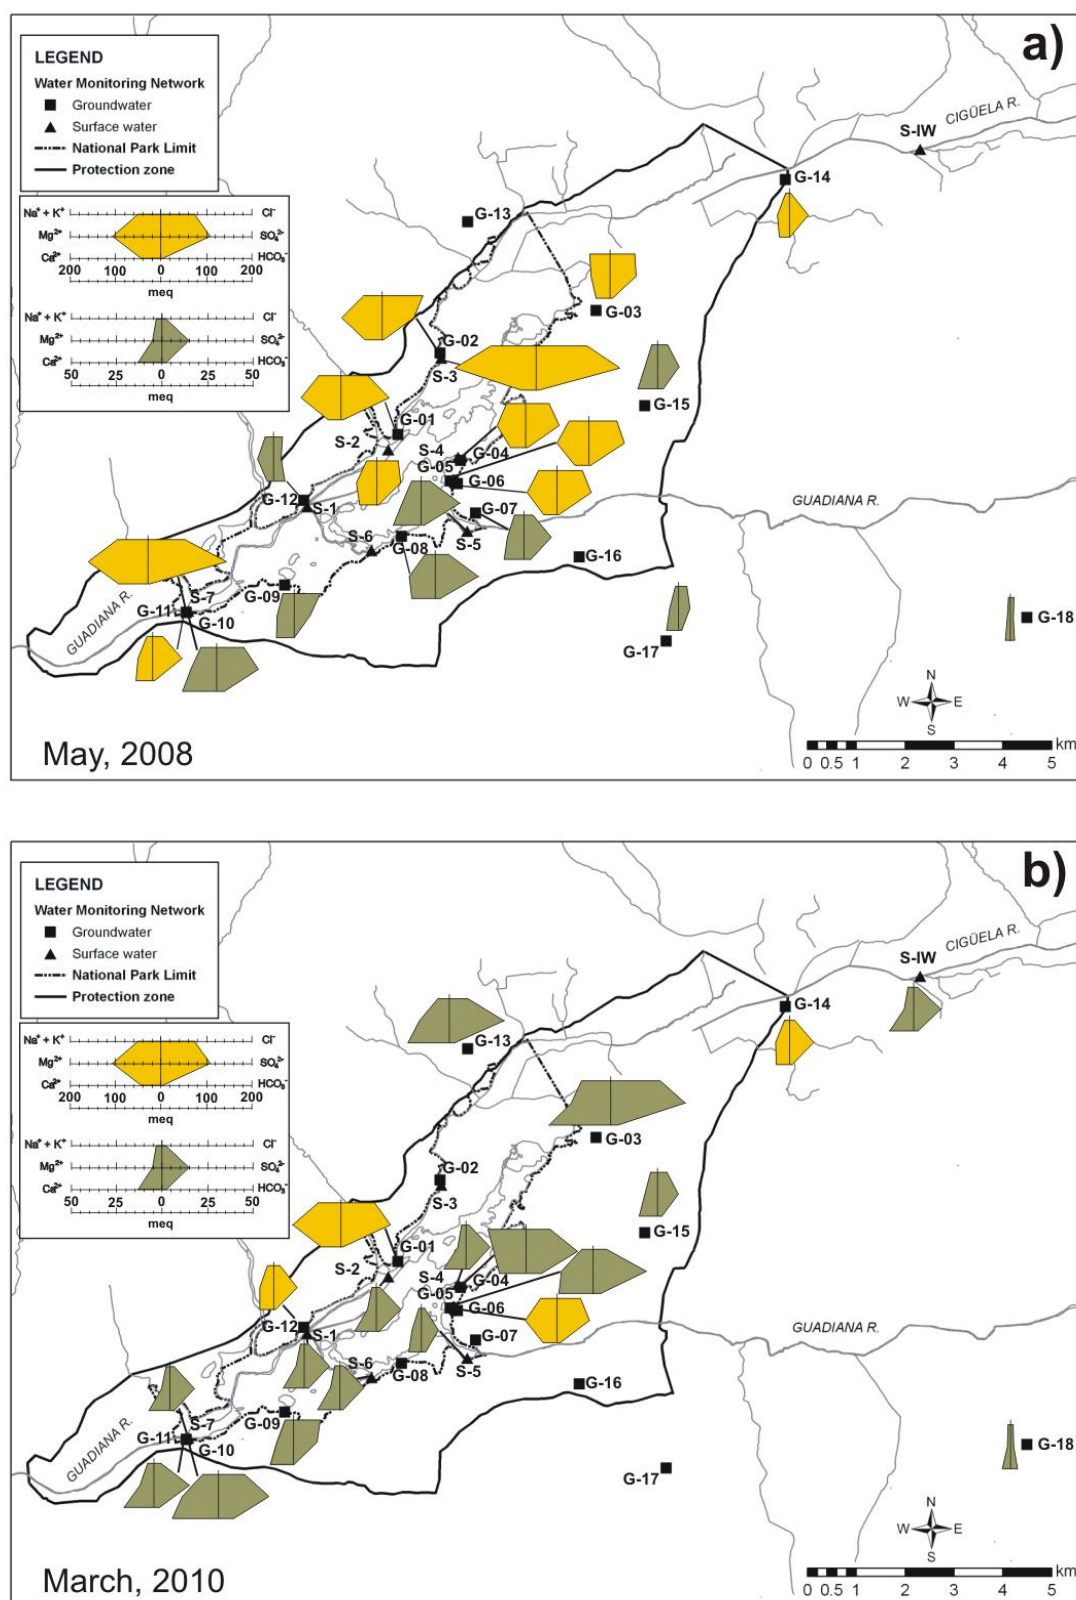 a)
LEGEND
Water Monitoring Network
Groundwater
Surface water
National Park Limit
Protection zone
Na⁺ + K⁺ Cl⁻
Mg²⁺ SO₄²⁻
Ca²⁺ HCO₃⁻
200 100 0 100 200
meq
Na⁺ + K⁺ Cl⁻
Mg²⁺ SO₄²⁻
Ca²⁺ HCO₃⁻
50 25 0 25 50
meq
CIGÜELA R.
S-IW
G-14
G-13
G-03
G-02
S-3
G-15
G-01
S-2
S-4
G-04
G-05
G-06
G-12
S-1
GUADIANA R.
G-07
S-6
G-08
S-5
G-16
G-09
S-7
G-11
G-10
GUADIANA R.
G-18
G-17
N
W E
S
km
0 0.5 1 2 3 4 5
May, 2008
b)
LEGEND
Water Monitoring Network
Groundwater
Surface water
National Park Limit
Protection zone
Na⁺ + K⁺ Cl⁻
Mg²⁺ SO₄²⁻
Ca²⁺ HCO₃⁻
200 100 0 100 200
meq
Na⁺ + K⁺ Cl⁻
Mg²⁺ SO₄²⁻
Ca²⁺ HCO₃⁻
50 25 0 25 50
meq
CIGÜELA R.
S-IW
G-14
G-13
G-03
G-02
S-3
G-15
G-01
S-2
S-4
G-04
G-05
G-06
G-12
S-1
GUADIANA R.
G-07
S-6
G-08
S-5
G-16
G-09
S-7
G-11
G-10
GUADIANA R.
G-18
G-17
N
W E
S
km
0 0.5 1 2 3 4 5
March, 2010